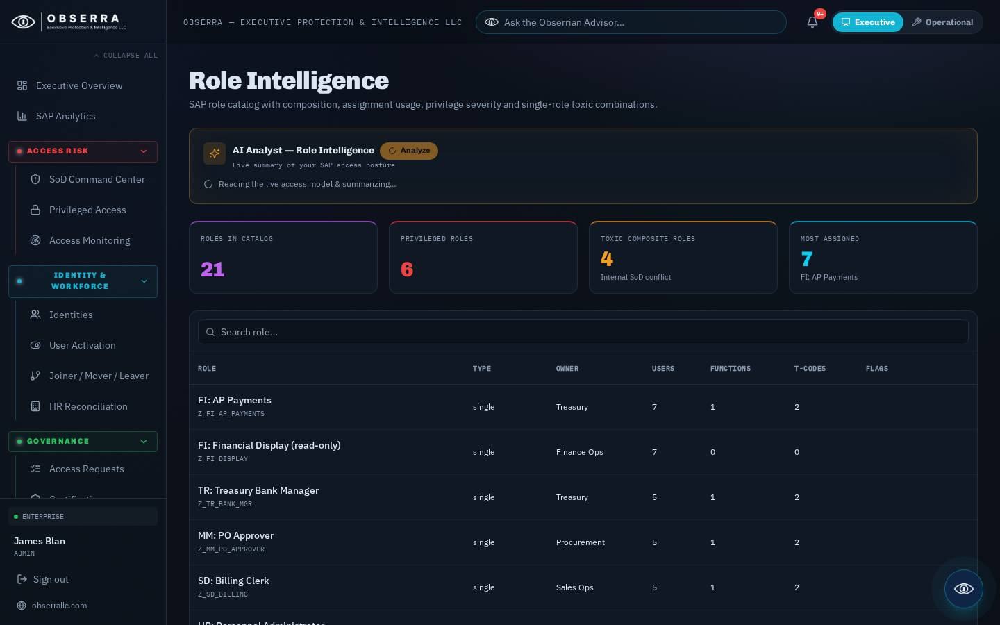 OBSERRA
Executive Protection & Intelligence LLC
OBSERRA — EXECUTIVE PROTECTION & INTELLIGENCE LLC
Ask the Obserrian Advisor...
9+
Executive
Operational
COLLAPSE ALL
Executive Overview
SAP Analytics
ACCESS RISK
SoD Command Center
Privileged Access
Access Monitoring
IDENTITY &
WORKFORCE
Identities
User Activation
Joiner / Mover / Leaver
HR Reconciliation
GOVERNANCE
Access Requests
ENTERPRISE
James Blan
ADMIN
Sign out
obserrallc.com
Role Intelligence
SAP role catalog with composition, assignment usage, privilege severity and single-role toxic combinations.
AI Analyst — Role Intelligence
Analyze
Live summary of your SAP access posture
Reading the live access model & summarizing...
ROLES IN CATALOG
21
PRIVILEGED ROLES
6
TOXIC COMPOSITE ROLES
4
Internal SoD conflict
MOST ASSIGNED
7
FI: AP Payments
Search role...
ROLE TYPE OWNER USERS FUNCTIONS T-CODES FLAGS
FI: AP Payments
Z_FI_AP_PAYMENTS
single Treasury 7 1 2
FI: Financial Display (read-only)
Z_FI_DISPLAY
single Finance Ops 7 0 0
TR: Treasury Bank Manager
Z_TR_BANK_MGR
single Treasury 5 1 2
MM: PO Approver
Z_MM_PO_APPROVER
single Procurement 5 1 2
SD: Billing Clerk
Z_SD_BILLING
single Sales Ops 5 1 2